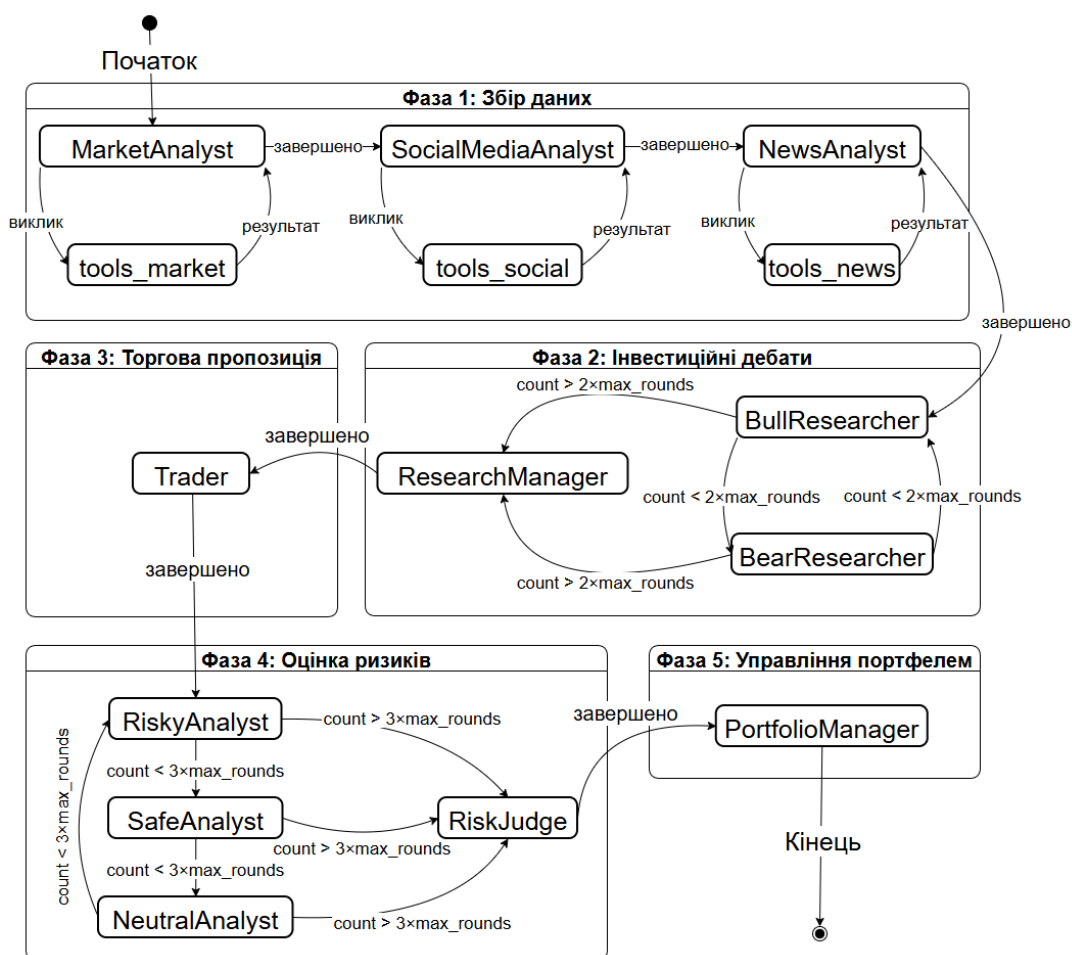 Початок
Фаза 1: Збір даних
MarketAnalyst
завершено
SocialMediaAnalyst
завершено
NewsAnalyst
виклик
результат
виклик
результат
виклик
результат
tools_market
tools_social
tools_news
завершено
Фаза 3: Торгова пропозиція
Фаза 2: Інвестиційні дебати
count > 2×max_rounds
BullResearcher
завершено
Trader
ResearchManager
count < 2×max_rounds
count < 2×max_rounds
BearResearcher
count > 2×max_rounds
завершено
Фаза 4: Оцінка ризиків
Фаза 5: Управління портфелем
RiskyAnalyst
count > 3×max_rounds
завершено
PortfolioManager
count < 3×max_rounds
count < 3×max_rounds
SafeAnalyst
RiskJudge
count > 3×max_rounds
count < 3×max_rounds
NeutralAnalyst
count > 3×max_rounds
Кінець